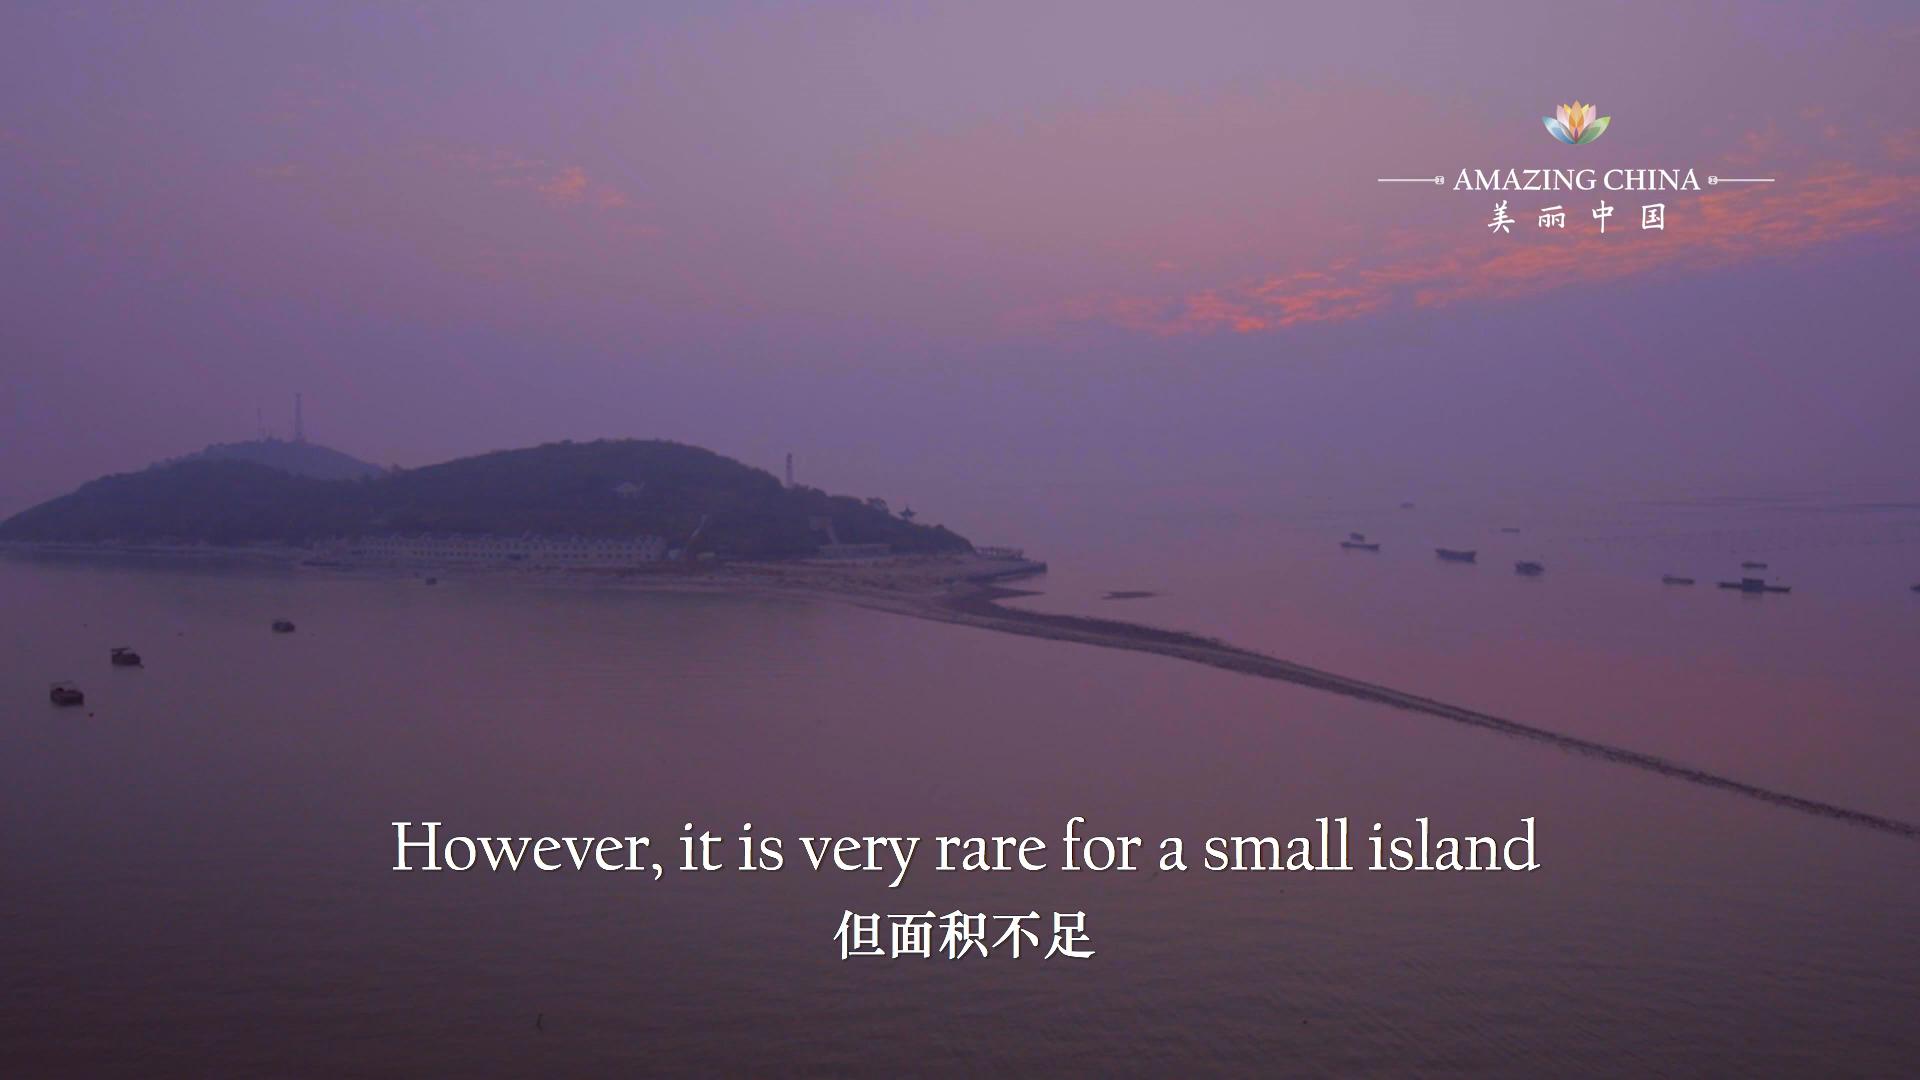 AMAZING CHINA
美丽中国
However, it is very rare for a small island
但面积不足